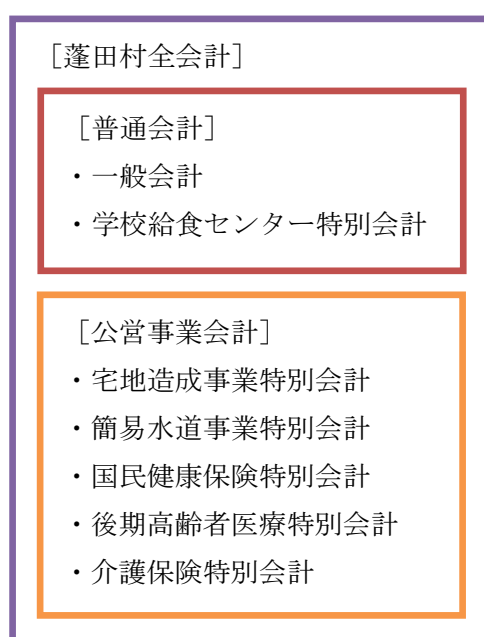 ［蓬田村全会計］
［普通会計］
・一般会計
・学校給食センター特別会計
［公営事業会計］
・宅地造成事業特別会計
・簡易水道事業特別会計
・国民健康保険特別会計
・後期高齢者医療特別会計
・介護保険特別会計